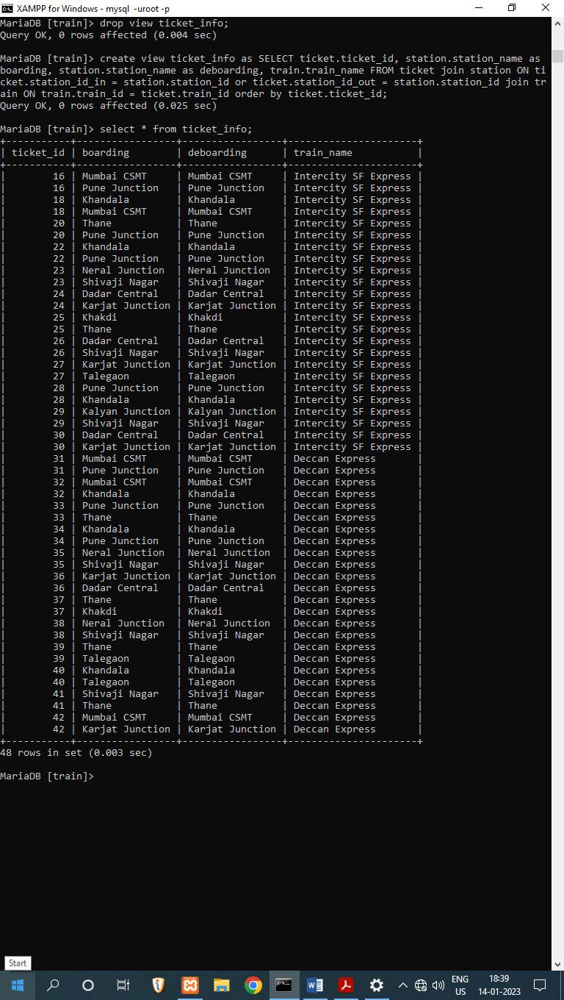 XAMPP for Windows - mysql -uroot -p
MariaDB [train]> drop view ticket_info;
Query OK, 0 rows affected (0.004 sec)
MariaDB [train]> create view ticket_info as SELECT ticket.ticket_id, station.station_name as
boarding, station.station_name as deboarding, train.train_name FROM ticket join station ON ti
cket.station_id_in = station.station_id or ticket.station_id_out = station.station_id join tr
ain ON train.train_id = ticket.train_id order by ticket.ticket_id;
Query OK, 0 rows affected (0.025 sec)
MariaDB [train]> select * from ticket_info;
+-----------+-----------------+-----------------+----------------------+
| ticket_id | boarding | deboarding | train_name |
+-----------+-----------------+-----------------+----------------------+
| 16 | Mumbai CSMT | Mumbai CSMT | Intercity SF Express |
| 16 | Pune Junction | Pune Junction | Intercity SF Express |
| 18 | Khandala | Khandala | Intercity SF Express |
| 18 | Mumbai CSMT | Mumbai CSMT | Intercity SF Express |
| 20 | Thane | Thane | Intercity SF Express |
| 20 | Pune Junction | Pune Junction | Intercity SF Express |
| 22 | Khandala | Khandala | Intercity SF Express |
| 22 | Pune Junction | Pune Junction | Intercity SF Express |
| 23 | Neral Junction | Neral Junction | Intercity SF Express |
| 23 | Shivaji Nagar | Shivaji Nagar | Intercity SF Express |
| 24 | Dadar Central | Dadar Central | Intercity SF Express |
| 24 | Karjat Junction | Karjat Junction | Intercity SF Express |
| 25 | Khakdi | Khakdi | Intercity SF Express |
| 25 | Thane | Thane | Intercity SF Express |
| 26 | Dadar Central | Dadar Central | Intercity SF Express |
| 26 | Shivaji Nagar | Shivaji Nagar | Intercity SF Express |
| 27 | Karjat Junction | Karjat Junction | Intercity SF Express |
| 27 | Talegaon | Talegaon | Intercity SF Express |
| 28 | Pune Junction | Pune Junction | Intercity SF Express |
| 28 | Khandala | Khandala | Intercity SF Express |
| 29 | Kalyan Junction | Kalyan Junction | Intercity SF Express |
| 29 | Shivaji Nagar | Shivaji Nagar | Intercity SF Express |
| 30 | Dadar Central | Dadar Central | Intercity SF Express |
| 30 | Karjat Junction | Karjat Junction | Intercity SF Express |
| 31 | Mumbai CSMT | Mumbai CSMT | Deccan Express |
| 31 | Pune Junction | Pune Junction | Deccan Express |
| 32 | Mumbai CSMT | Mumbai CSMT | Deccan Express |
| 32 | Khandala | Khandala | Deccan Express |
| 33 | Pune Junction | Pune Junction | Deccan Express |
| 33 | Thane | Thane | Deccan Express |
| 34 | Khandala | Khandala | Deccan Express |
| 34 | Pune Junction | Pune Junction | Deccan Express |
| 35 | Neral Junction | Neral Junction | Deccan Express |
| 35 | Shivaji Nagar | Shivaji Nagar | Deccan Express |
| 36 | Karjat Junction | Karjat Junction | Deccan Express |
| 36 | Dadar Central | Dadar Central | Deccan Express |
| 37 | Thane | Thane | Deccan Express |
| 37 | Khakdi | Khakdi | Deccan Express |
| 38 | Neral Junction | Neral Junction | Deccan Express |
| 38 | Shivaji Nagar | Shivaji Nagar | Deccan Express |
| 39 | Thane | Thane | Deccan Express |
| 39 | Talegaon | Talegaon | Deccan Express |
| 40 | Khandala | Khandala | Deccan Express |
| 40 | Talegaon | Talegaon | Deccan Express |
| 41 | Shivaji Nagar | Shivaji Nagar | Deccan Express |
| 41 | Thane | Thane | Deccan Express |
| 42 | Mumbai CSMT | Mumbai CSMT | Deccan Express |
| 42 | Karjat Junction | Karjat Junction | Deccan Express |
+-----------+-----------------+-----------------+----------------------+
48 rows in set (0.003 sec)
MariaDB [train]>
Start
ENG
US
18:39
14-01-2023